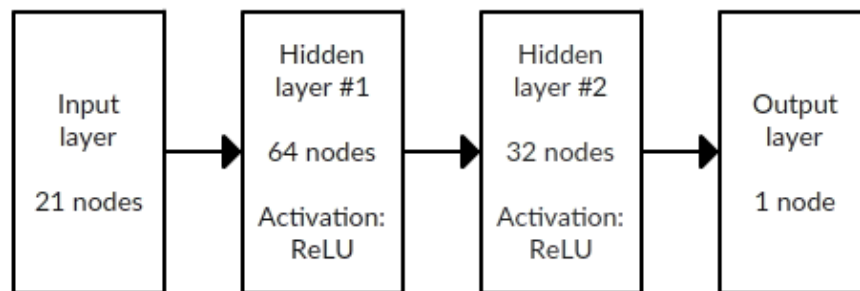 Input
layer
21 nodes
Hidden
layer #1
64 nodes
Activation:
ReLU
Hidden
layer #2
32 nodes
Activation:
ReLU
Output
layer
1 node